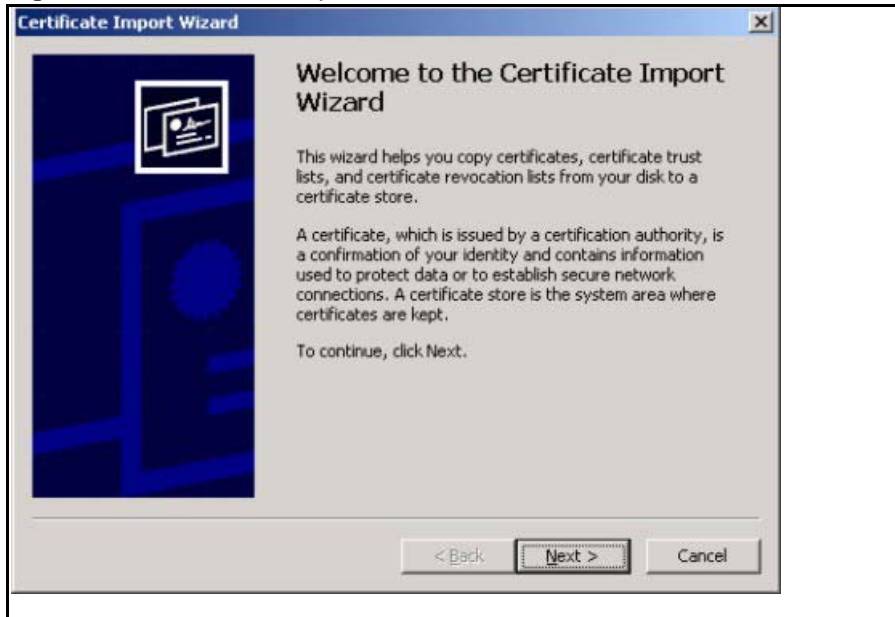 Certificate Import Wizard
Welcome to the Certificate Import
Wizard
This wizard helps you copy certificates, certificate trust
lists, and certificate revocation lists from your disk to a
certificate store.
A certificate, which is issued by a certification authority, is
a confirmation of your identity and contains information
used to protect data or to establish secure network
connections. A certificate store is the system area where
certificates are kept.
To continue, click Next.
< Back
Next >
Cancel